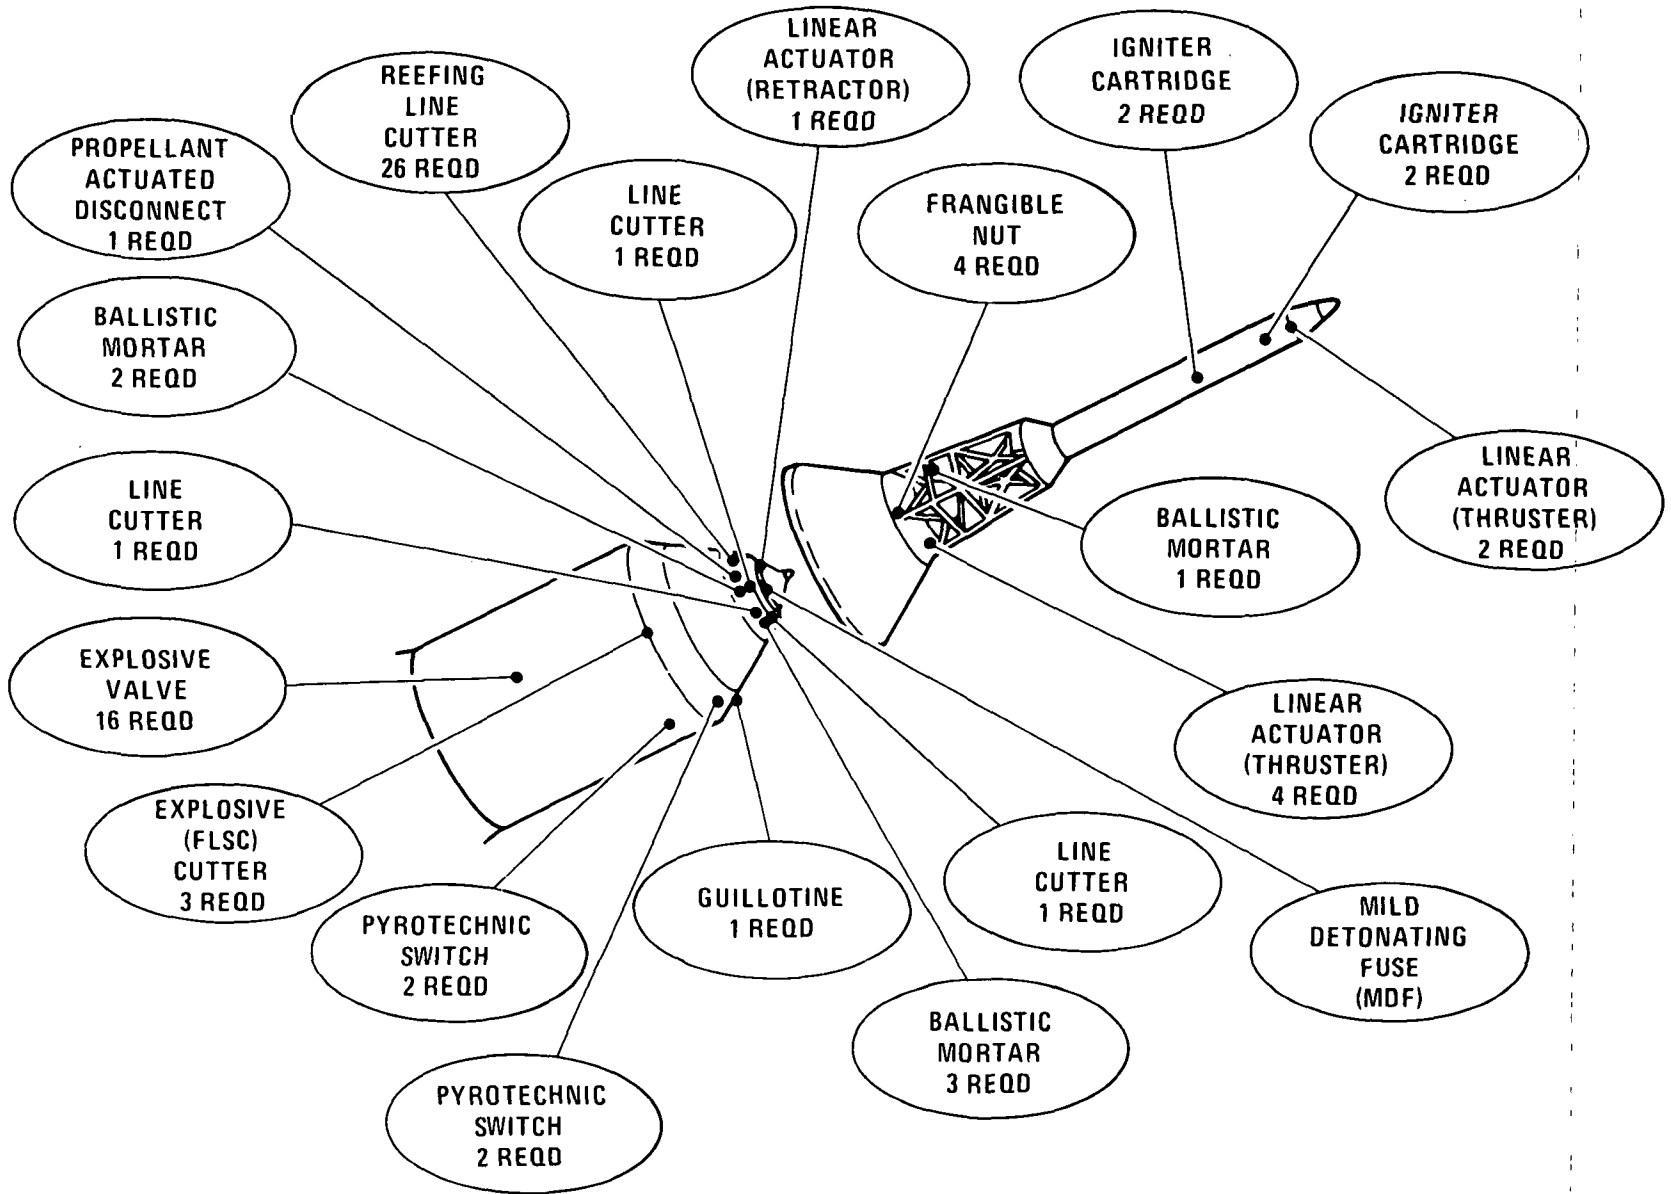 LINEAR
ACTUATOR
(RETRACTOR)
1 REQD
IGNITER
CARTRIDGE
2 REQD
REEFING
LINE
CUTTER
26 REQD
IGNITER
CARTRIDGE
2 REQD
PROPELLANT
ACTUATED
DISCONNECT
1 REQD
LINE
CUTTER
1 REQD
FRANGIBLE
NUT
4 REQD
BALLISTIC
MORTAR
2 REQD
LINEAR
ACTUATOR
(THRUSTER)
2 REQD
LINE
CUTTER
1 REQD
BALLISTIC
MORTAR
1 REQD
EXPLOSIVE
VALVE
16 REQD
LINEAR
ACTUATOR
(THRUSTER)
4 REQD
EXPLOSIVE
(FLSC)
CUTTER
3 REQD
GUILLOTINE
1 REQD
LINE
CUTTER
1 REQD
MILD
DETONATING
FUSE
(MDF)
PYROTECHNIC
SWITCH
2 REQD
BALLISTIC
MORTAR
3 REQD
PYROTECHNIC
SWITCH
2 REQD